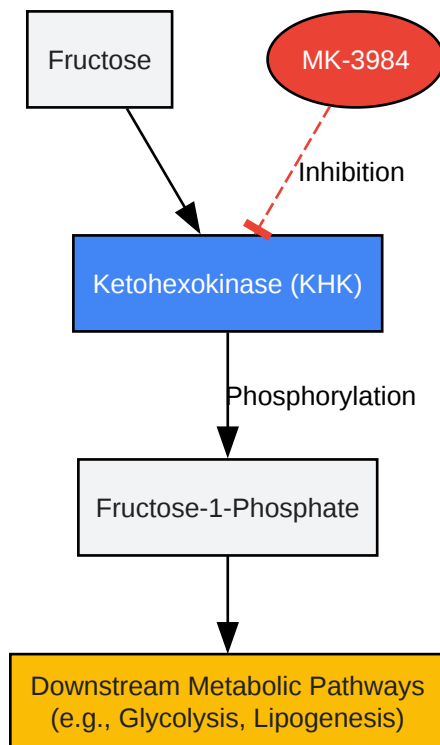 Fructose
MK-3984
Inhibition
Ketohexokinase (KHK)
Phosphorylation
Fructose-1-Phosphate
Downstream Metabolic Pathways
(e.g., Glycolysis, Lipogenesis)